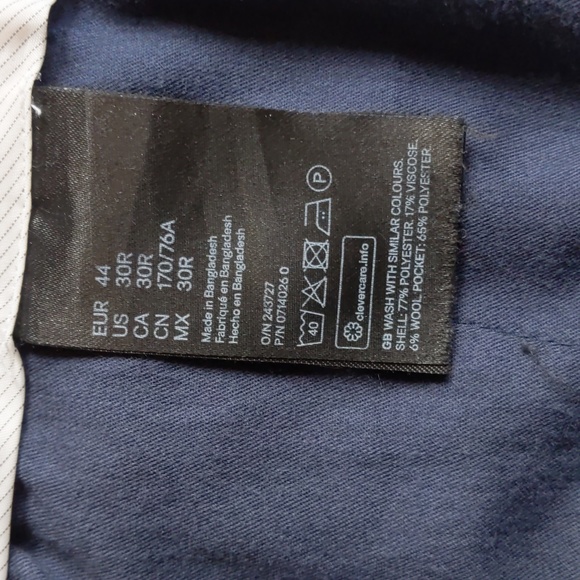 EUR 44
US 30R
CA 30R
CN 170/76A
MX 30R
Made in Bangladesh
Fabriqué en Bangladesh
Hecho en Bangladesh
O/N 243727
P/N 0714026 0
40
P
clevercare.info
GB WASH WITH SIMILAR COLOURS.
SHELL: 77% POLYESTER. 17% VISCOSE.
6% WOOL POCKET: 65% POLYESTER.